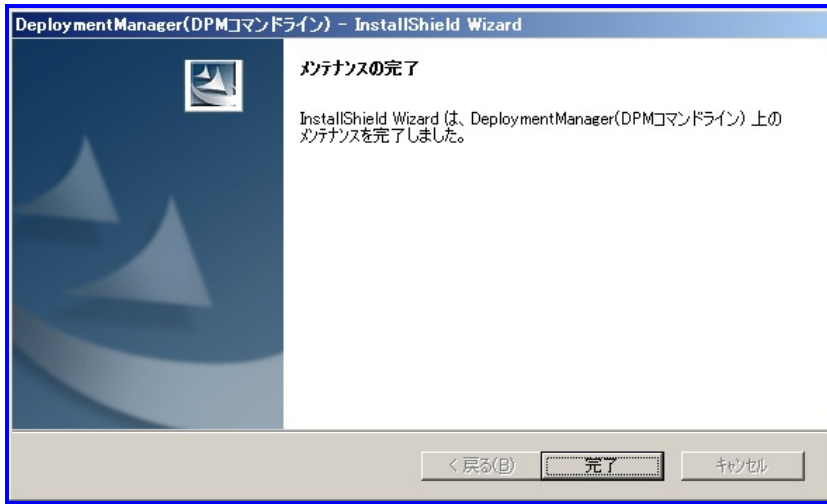 DeploymentManager(DPMコマンドライン) - InstallShield Wizard
メンテナンスの完了
InstallShield Wizard は、DeploymentManager(DPMコマンドライン) 上の
メンテナンスを完了しました。
< 戻る(B)
完了
キャンセル